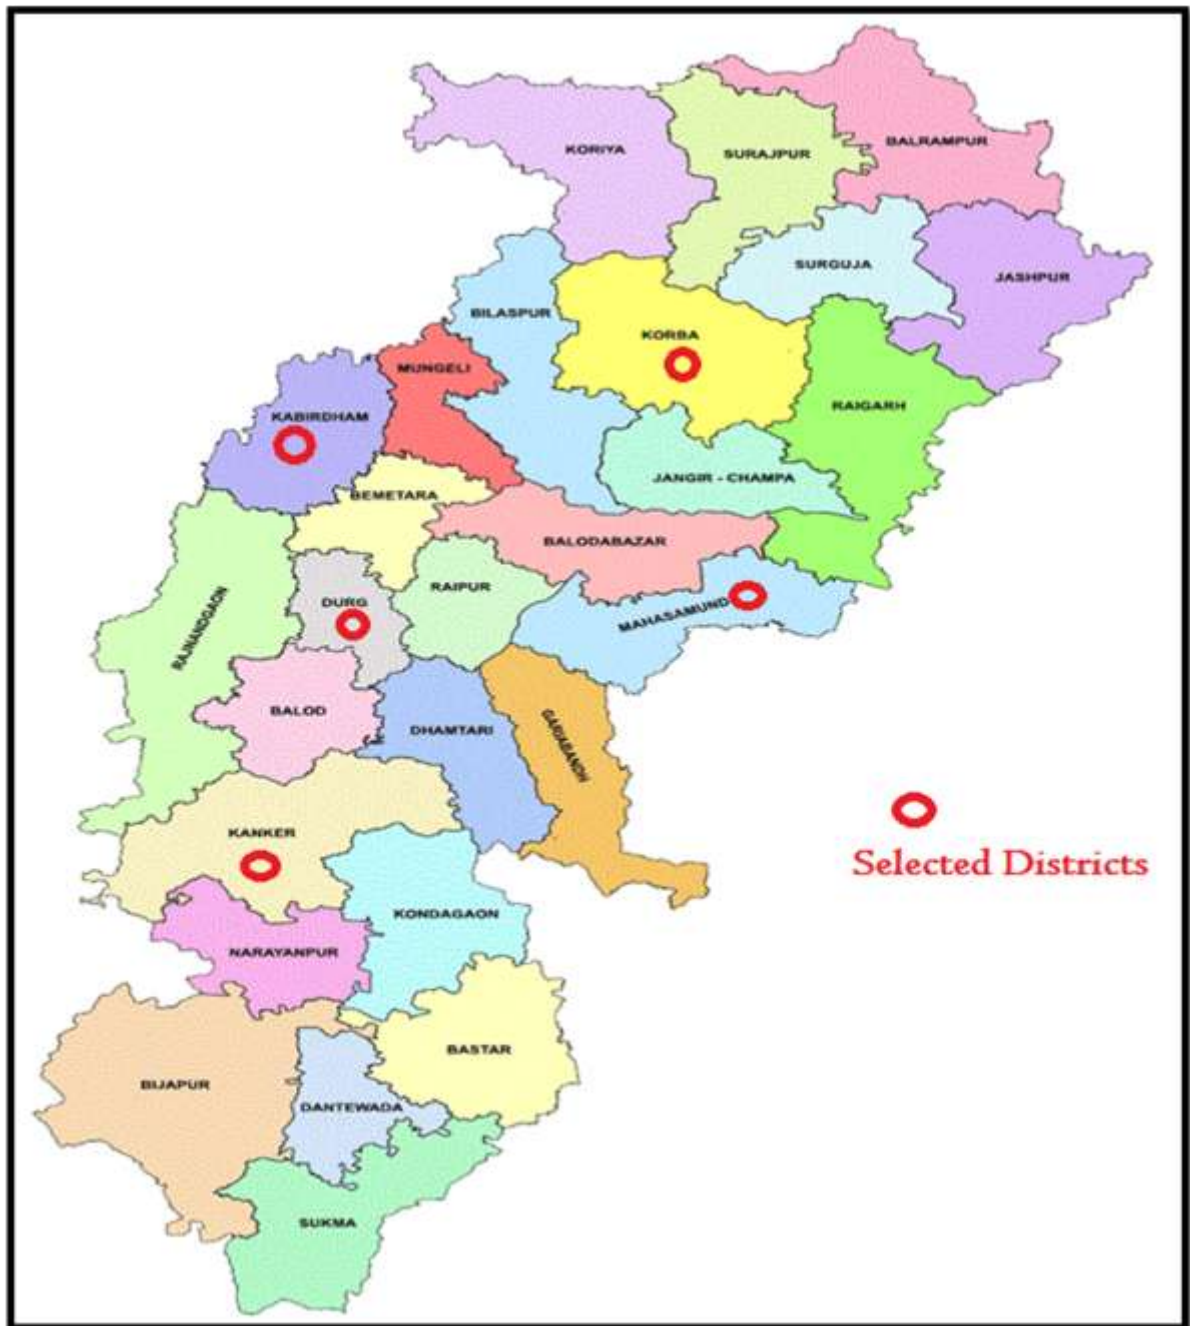 BALRAMPUR
KORIYA
SURAJPUR
SURGUJA
JASHPUR
BILASPUR
KORBA
MUNGELI
RAIGARH
KABIRDHAM
JANGIR - CHAMPA
BEMETARA
BALODABAZAR
RAIPUR
DURG
MAHASAMUND
RAJNANDGAON
BALOD
DHAMTARI
GARIABANDH
KANKER
Selected Districts
KONDAGAON
NARAYANPUR
BASTAR
BIJAPUR
DANTEWADA
SUKMA